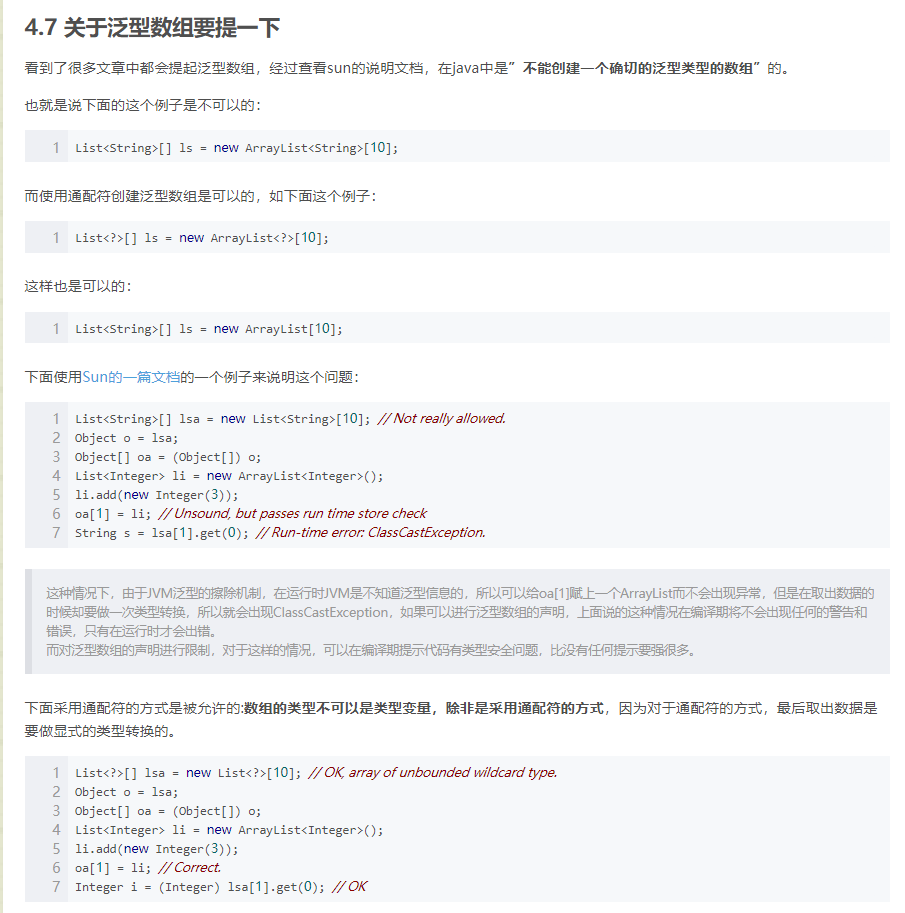 4.7 关于泛型数组要提一下
看到了很多文章中都会提起泛型数组，经过查看sun的说明文档，在java中是”不能创建一个确切的泛型类型的数组”的。
也就是说下面的这个例子是不可以的：
1 List<String>[] ls = new ArrayList<String>[10];
而使用通配符创建泛型数组是可以的，如下面这个例子：
1 List<?>[] ls = new ArrayList<?>[10];
这样也是可以的：
1 List<String>[] ls = new ArrayList[10];
下面使用Sun的一篇文档的一个例子来说明这个问题：
1 List<String>[] lsa = new List<String>[10]; // Not really allowed.
2 Object o = lsa;
3 Object[] oa = (Object[]) o;
4 List<Integer> li = new ArrayList<Integer>();
5 li.add(new Integer(3));
6 oa[1] = li; // Unsound, but passes run time store check
7 String s = lsa[1].get(0); // Run-time error: ClassCastException.
这种情况下，由于JVM泛型的擦除机制，在运行时JVM是不知道泛型信息的，所以可以给oa[1]赋上一个ArrayList而不会出现异常，但是在取出数据的
时候却要做一次类型转换，所以就会出现ClassCastException，如果可以进行泛型数组的声明，上面说的这种情况在编译期将不会出现任何的警告和
错误，只有在运行时才会出错。
而对泛型数组的声明进行限制，对于这样的情况，可以在编译期提示代码有类型安全问题，比没有任何提示要强很多。
下面采用通配符的方式是被允许的:数组的类型不可以是类型变量，除非是采用通配符的方式，因为对于通配符的方式，最后取出数据是
要做显式的类型转换的。
1 List<?>[] lsa = new List<?>[10]; // OK, array of unbounded wildcard type.
2 Object o = lsa;
3 Object[] oa = (Object[]) o;
4 List<Integer> li = new ArrayList<Integer>();
5 li.add(new Integer(3));
6 oa[1] = li; // Correct.
7 Integer i = (Integer) lsa[1].get(0); // OK